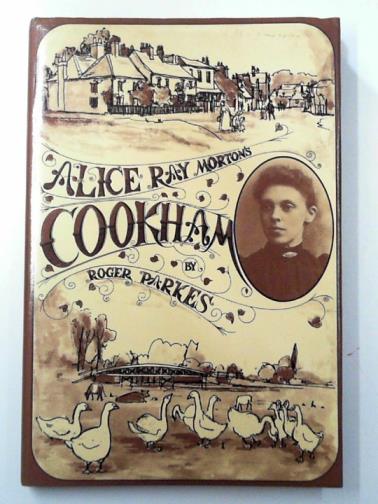 ALICE RAY MORTON'S
COOKHAM
BY
ROGER PARKES